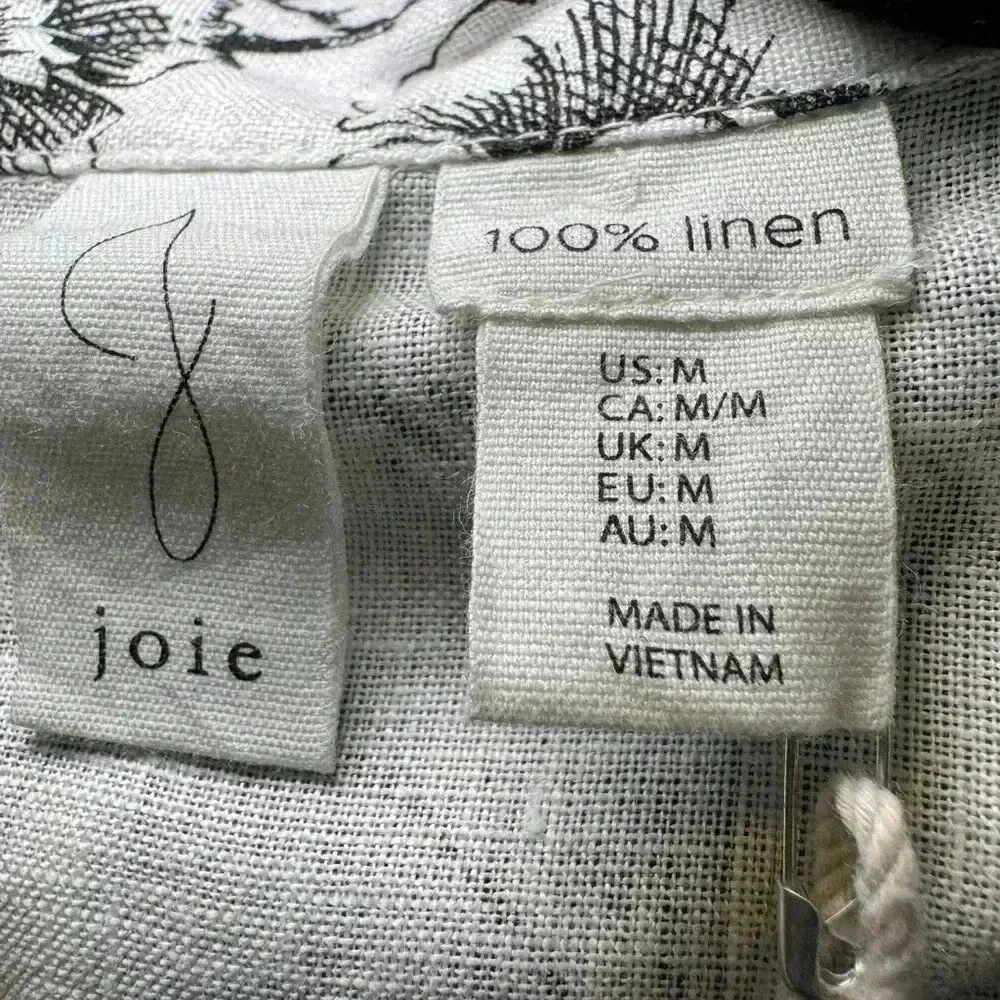 joie
100% linen
US: M
CA: M/M
UK: M
EU: M
AU: M
MADE IN
VIETNAM